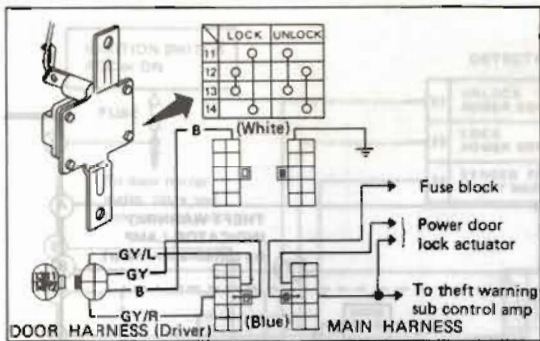 LOCK UNLOCK
11
12
13
14
B (White)
Fuse block
Power door
lock actuator
GY/L
GY
B
GY/R
(Blue)
To theft warning
sub control amp
DOOR HARNESS (Driver)
MAIN HARNESS